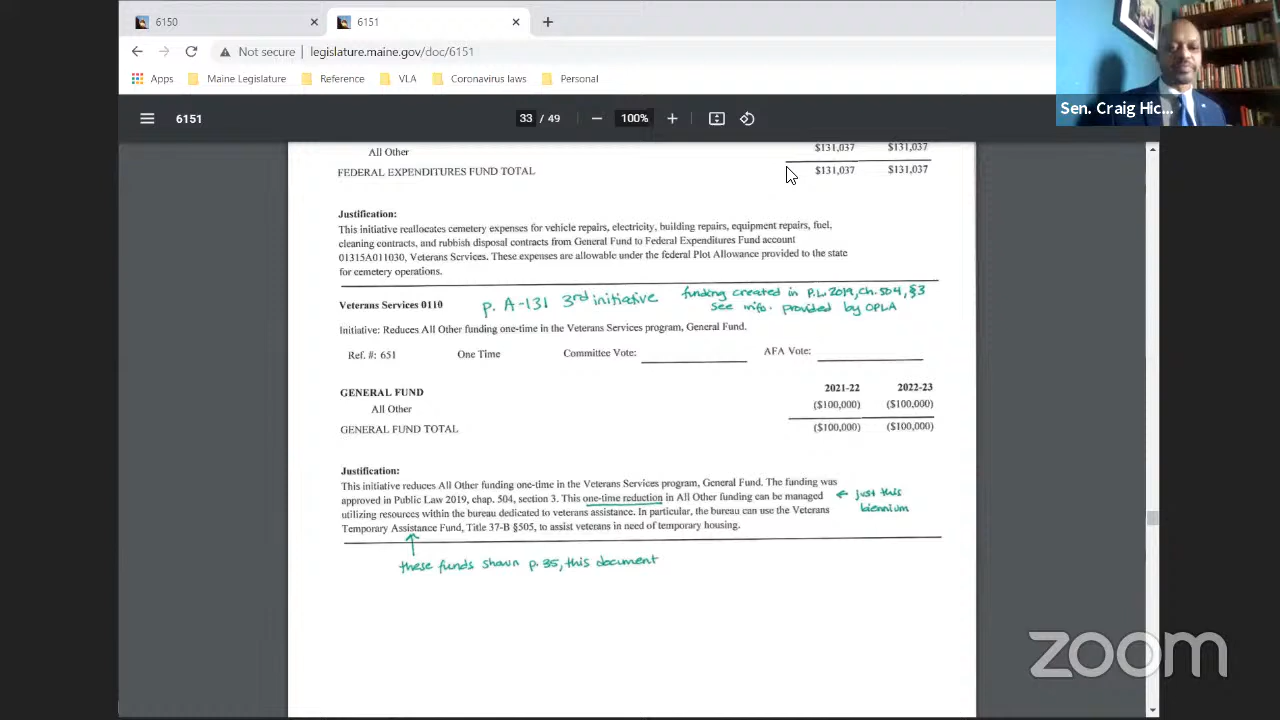 6150
6151
Not secure
legislature.maine.gov/doc/6151
Apps
Maine Legislature
Reference
VLA
Coronavirus laws
Personal
Sen. Craig Hic...
6151
33 / 49
100%
All Other $131,037 $131,037
FEDERAL EXPENDITURES FUND TOTAL $131,037 $131,037
Justification:
This initiative reallocates cemetery expenses for vehicle repairs, electricity, building repairs, equipment repairs, fuel,
cleaning contracts, and rubbish disposal contracts from General Fund to Federal Expenditures Fund account
01315A011030, Veterans Services. These expenses are allowable under the federal Plot Allowance provided to the state
for cemetery operations.
Veterans Services 0110
p. A-131 3rd initiative
funding created in P.L. 2019, ch. 504, §3
see info. provided by OPLA
Initiative: Reduces All Other funding one-time in the Veterans Services program, General Fund.
Ref. #: 651 One Time Committee Vote: AFA Vote:
GENERAL FUND 2021-22 2022-23
All Other ($100,000) ($100,000)
GENERAL FUND TOTAL ($100,000) ($100,000)
Justification:
This initiative reduces All Other funding one-time in the Veterans Services program, General Fund. The funding was
approved in Public Law 2019, chap. 504, section 3. This one-time reduction in All Other funding can be managed
utilizing resources within the bureau dedicated to veterans assistance. In particular, the bureau can use the Veterans
Temporary Assistance Fund, Title 37-B §505, to assist veterans in need of temporary housing.
← just this
biennium
these funds shown p. 35, this document
zoom